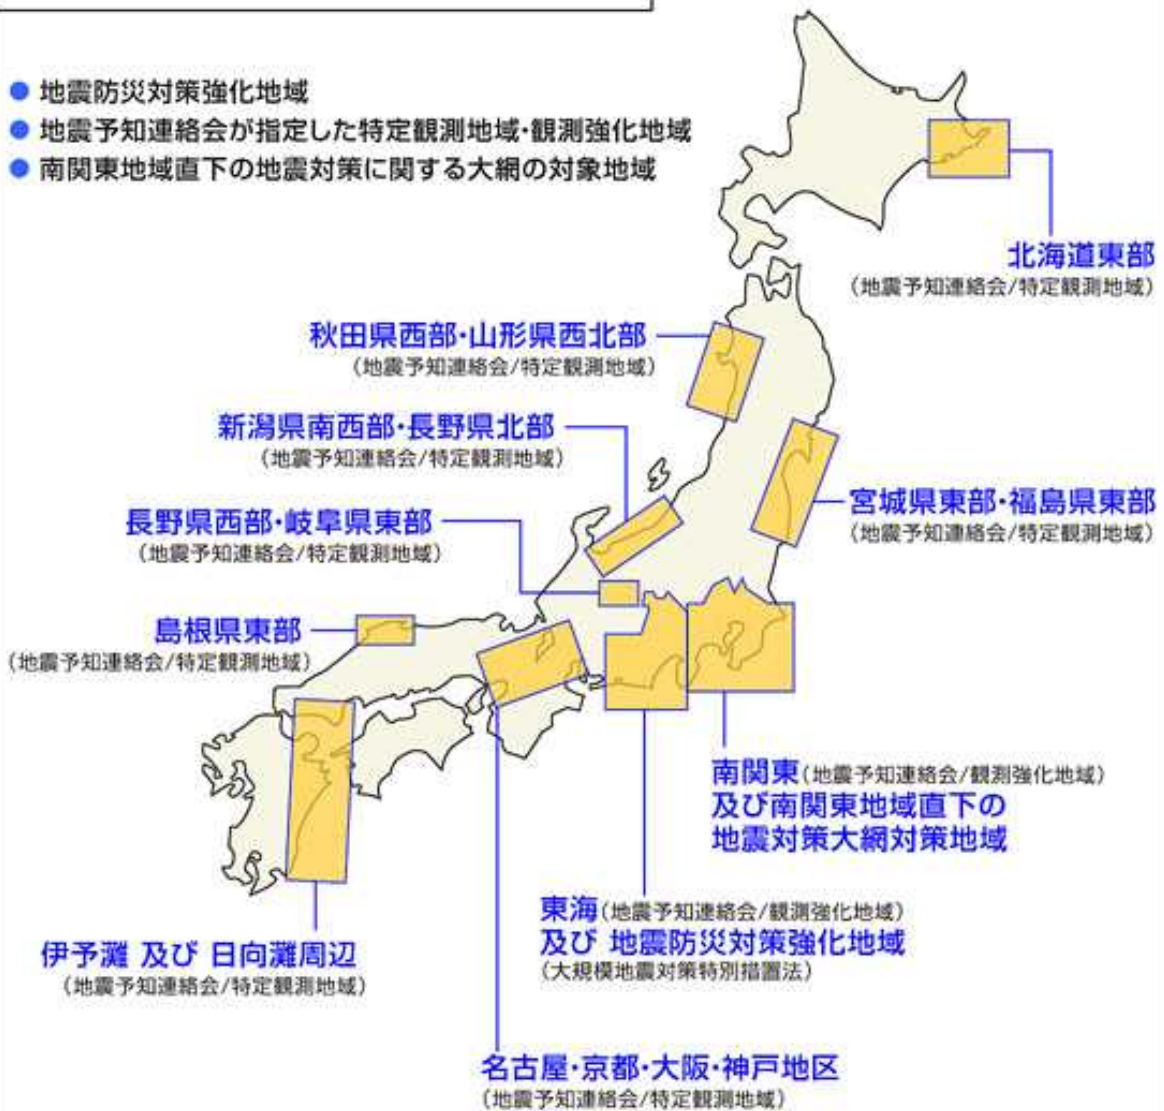 ● 地震防災対策強化地域
● 地震予知連絡会が指定した特定観測地域・観測強化地域
● 南関東地域直下の地震対策に関する大綱の対象地域
北海道東部
（地震予知連絡会/特定観測地域）
秋田県西部・山形県西北部
（地震予知連絡会/特定観測地域）
新潟県南西部・長野県北部
（地震予知連絡会/特定観測地域）
宮城県東部・福島県東部
（地震予知連絡会/特定観測地域）
長野県西部・岐阜県東部
（地震予知連絡会/特定観測地域）
島根県東部
（地震予知連絡会/特定観測地域）
南関東（地震予知連絡会/観測強化地域）
及び南関東地域直下の
地震対策大綱対策地域
東海（地震予知連絡会/観測強化地域）
及び 地震防災対策強化地域
（大規模地震対策特別措置法）
伊予灘 及び 日向灘周辺
（地震予知連絡会/特定観測地域）
名古屋・京都・大阪・神戸地区
（地震予知連絡会/特定観測地域）